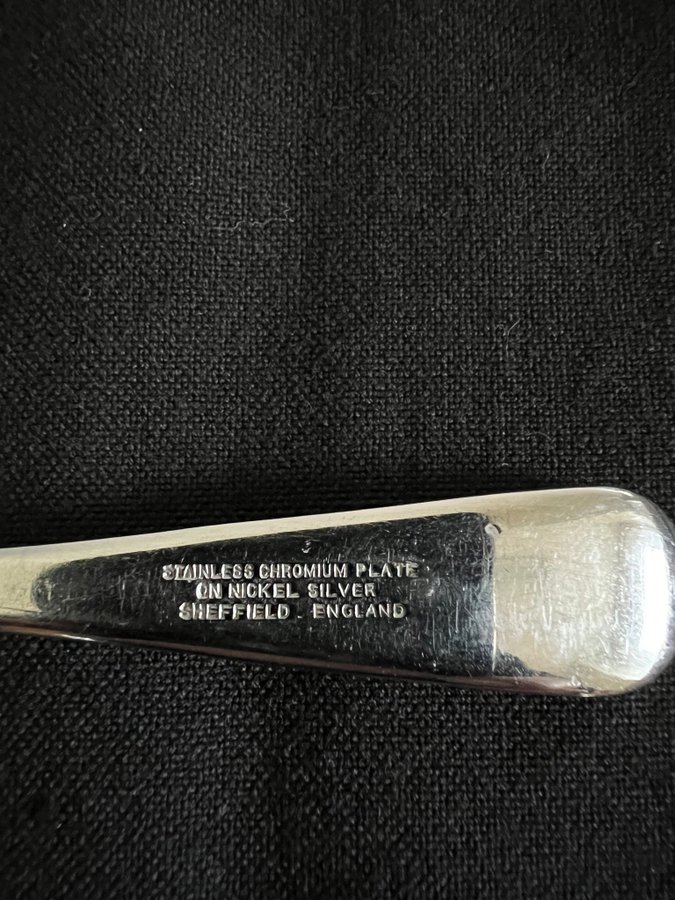 STAINLESS CHROMIUM PLATE
ON NICKEL SILVER
SHEFFIELD . ENGLAND